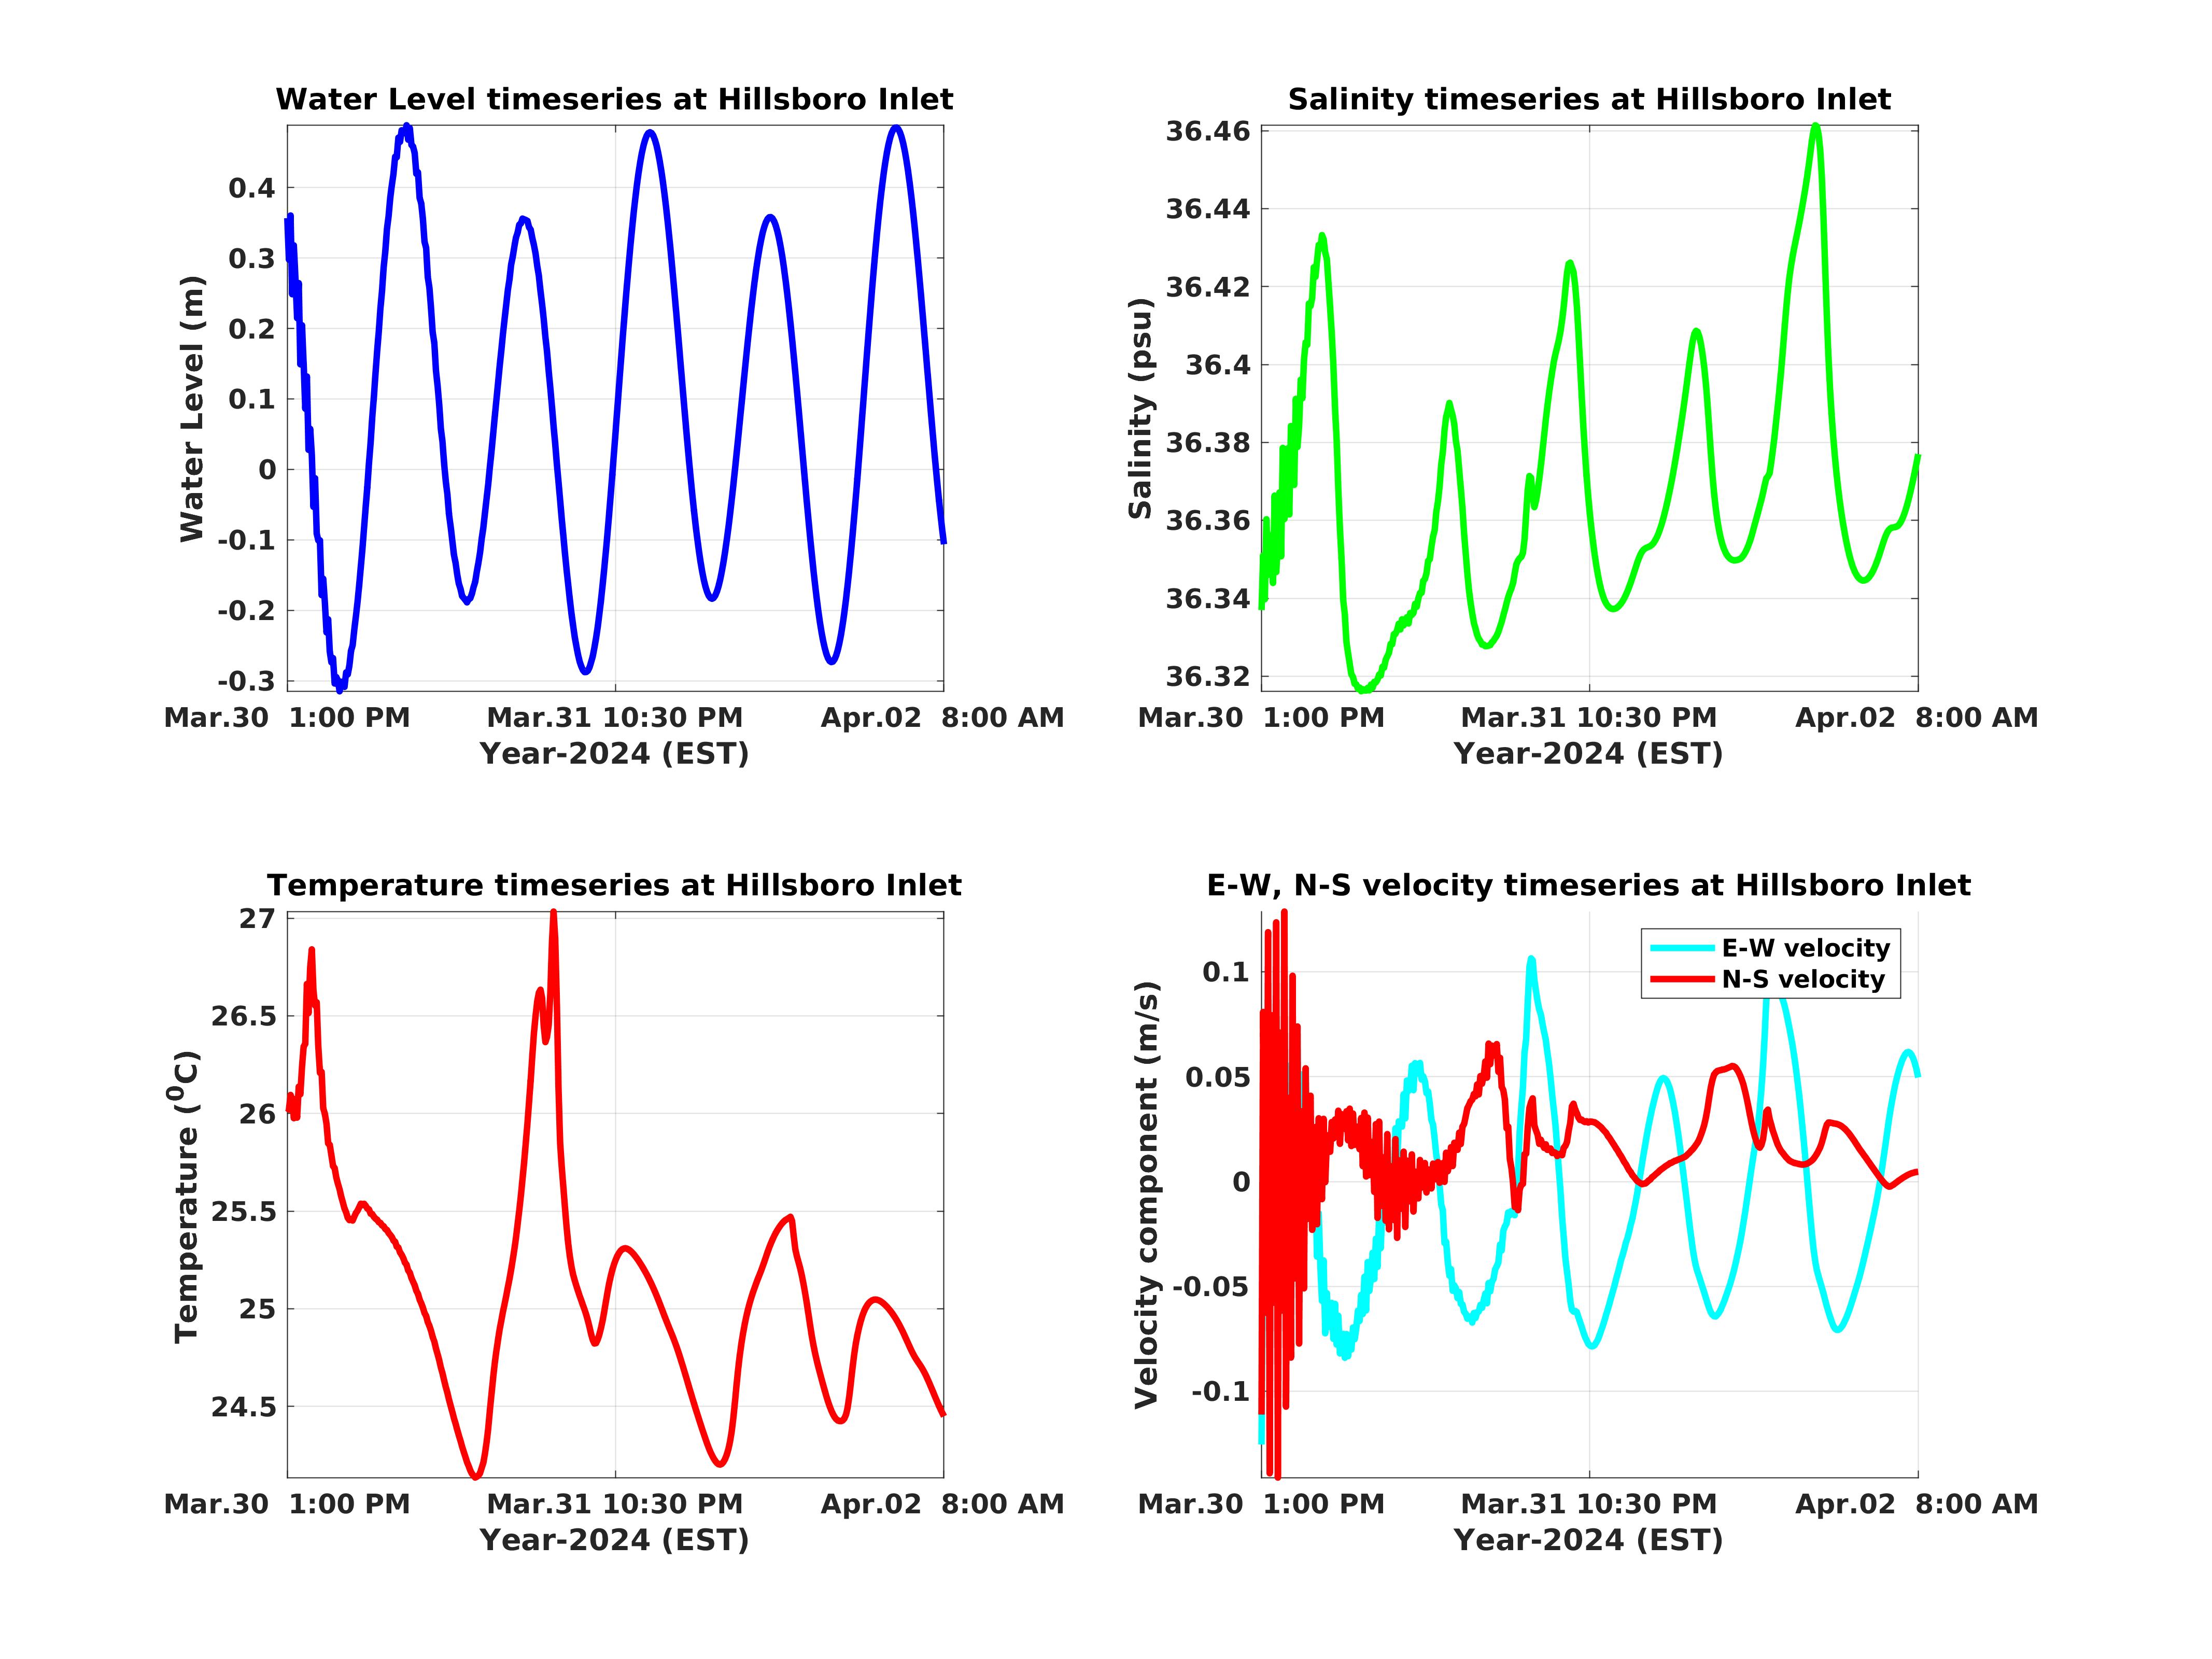 Water Level timeseries at Hillsboro Inlet
Water Level (m)
0.4
0.3
0.2
0.1
0
-0.1
-0.2
-0.3
Mar.30 1:00 PM
Mar.31 10:30 PM
Apr.02 8:00 AM
Year-2024 (EST)
Salinity timeseries at Hillsboro Inlet
Salinity (psu)
36.46
36.44
36.42
36.4
36.38
36.36
36.34
36.32
Mar.30 1:00 PM
Mar.31 10:30 PM
Apr.02 8:00 AM
Year-2024 (EST)
Temperature timeseries at Hillsboro Inlet
Temperature (⁰C)
27
26.5
26
25.5
25
24.5
Mar.30 1:00 PM
Mar.31 10:30 PM
Apr.02 8:00 AM
Year-2024 (EST)
E-W, N-S velocity timeseries at Hillsboro Inlet
E-W velocity
N-S velocity
Velocity component (m/s)
0.1
0.05
0
-0.05
-0.1
Mar.30 1:00 PM
Mar.31 10:30 PM
Apr.02 8:00 AM
Year-2024 (EST)